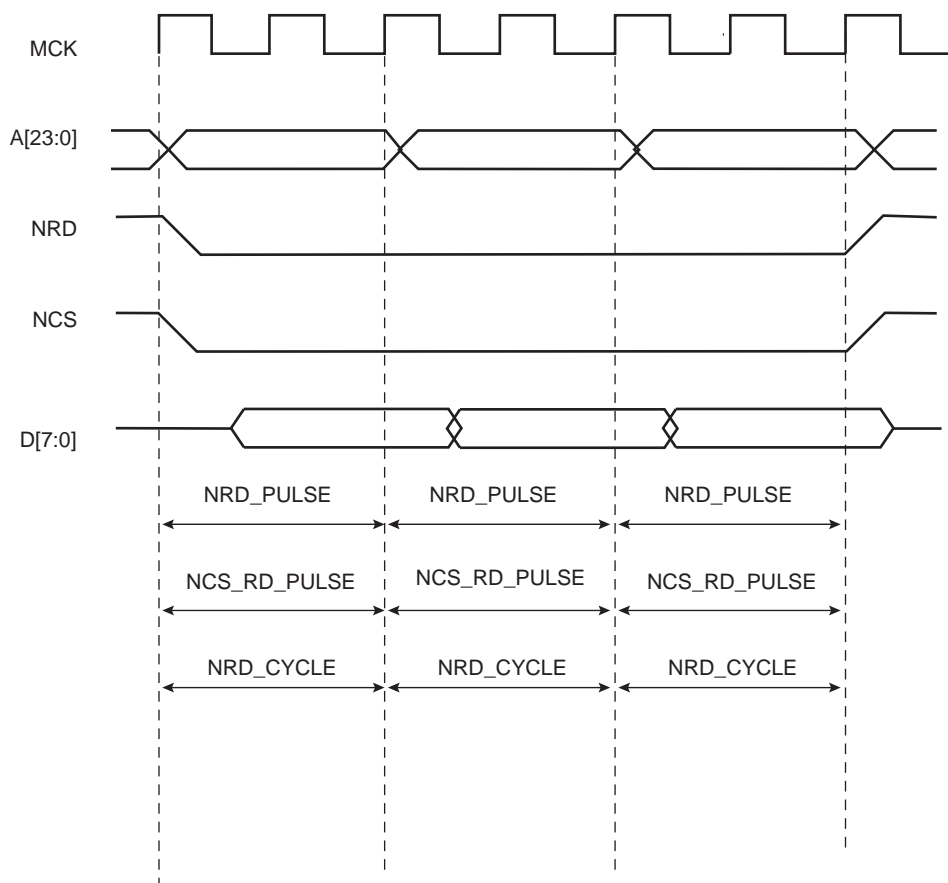 MCK
A[23:0]
NRD
NCS
D[7:0]
NRD_PULSE NRD_PULSE NRD_PULSE
NCS_RD_PULSE NCS_RD_PULSE NCS_RD_PULSE
NRD_CYCLE NRD_CYCLE NRD_CYCLE